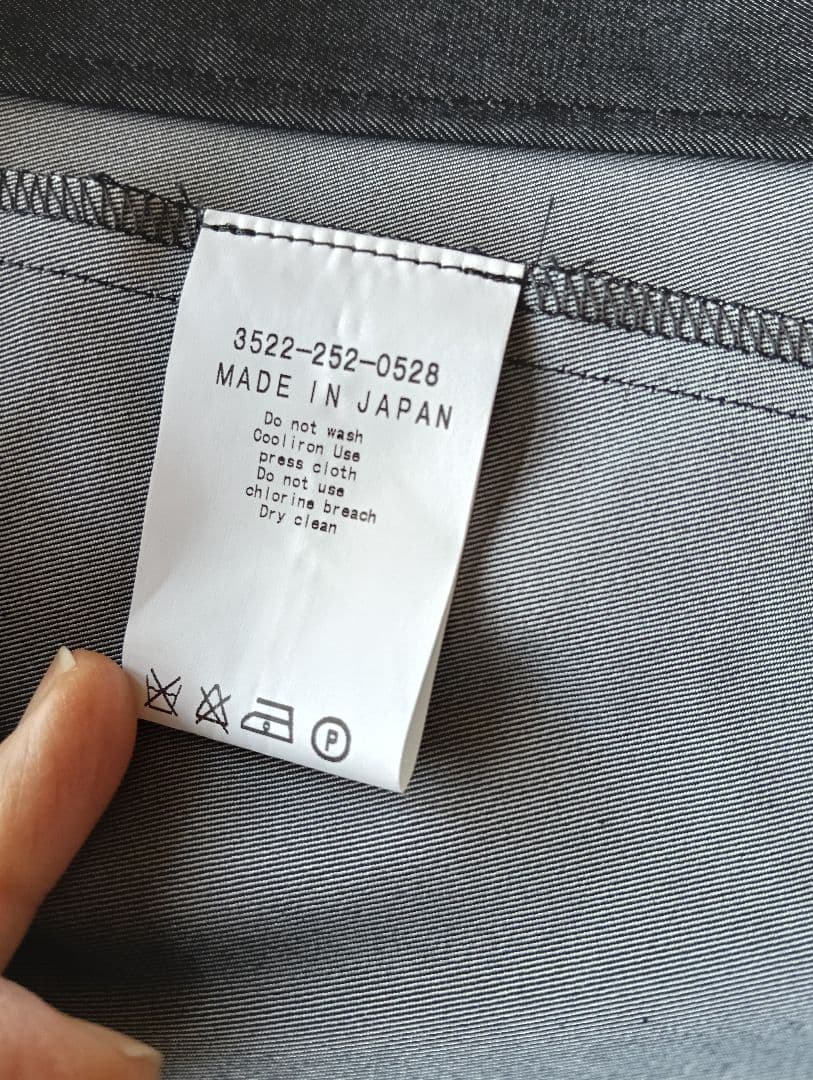 3522-252-0528
MADE IN JAPAN
Do not wash
Cooliron Use
press cloth
Do not use
chlorine breach
Dry clean
P